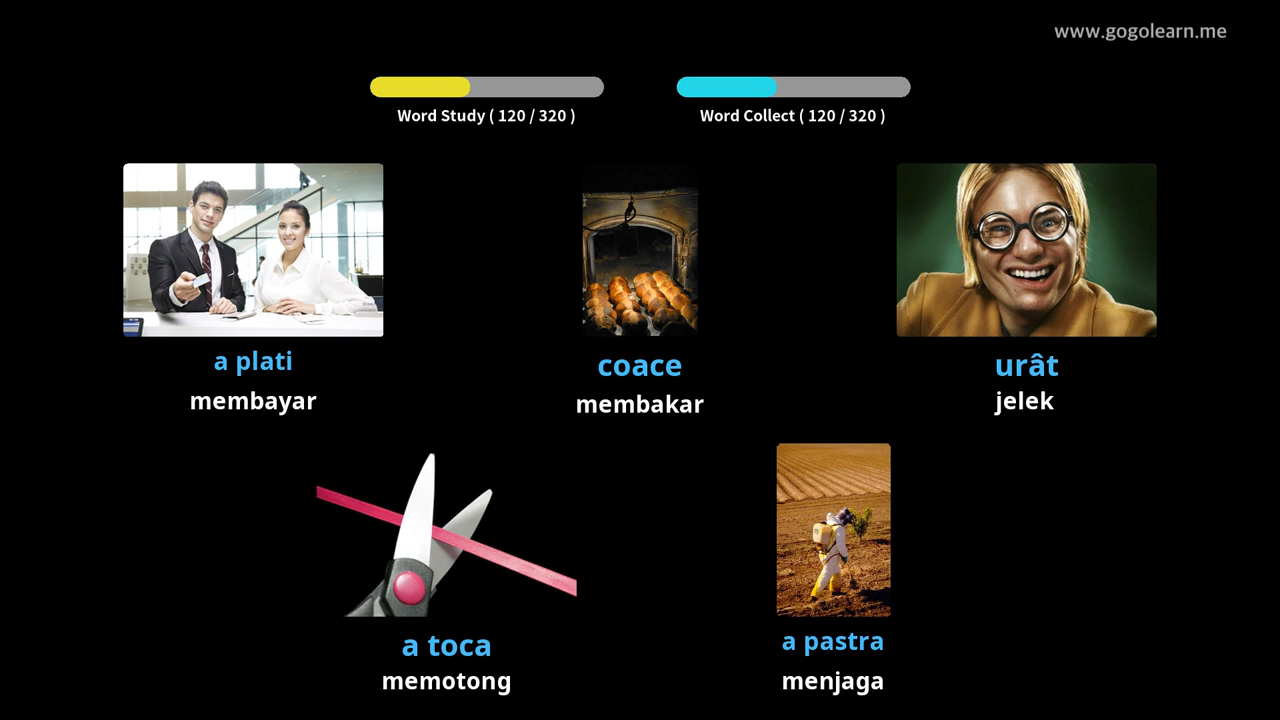 www.gogolearn.me
Word Study ( 120 / 320 )
Word Collect ( 120 / 320 )
a plati
membayar
coace
membakar
urât
jelek
a toca
memotong
a pastra
menjaga